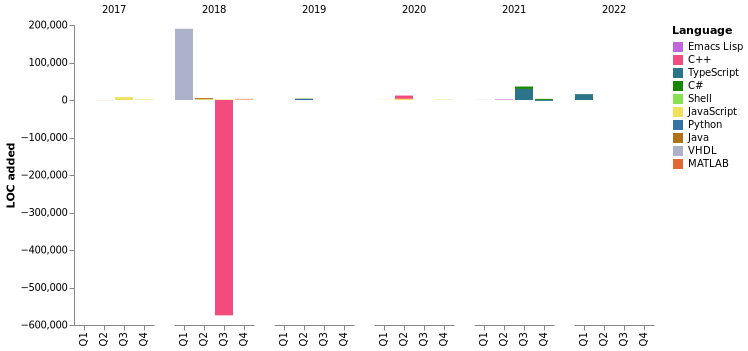 2017 2018 2019 2020 2021 2022
LOC added
200,000
100,000
0
−100,000
−200,000
−300,000
−400,000
−500,000
−600,000
Q1 Q2 Q3 Q4 Q1 Q2 Q3 Q4 Q1 Q2 Q3 Q4 Q1 Q2 Q3 Q4 Q1 Q2 Q3 Q4 Q1 Q2 Q3 Q4
Language
Emacs Lisp
C++
TypeScript
C#
Shell
JavaScript
Python
Java
VHDL
MATLAB